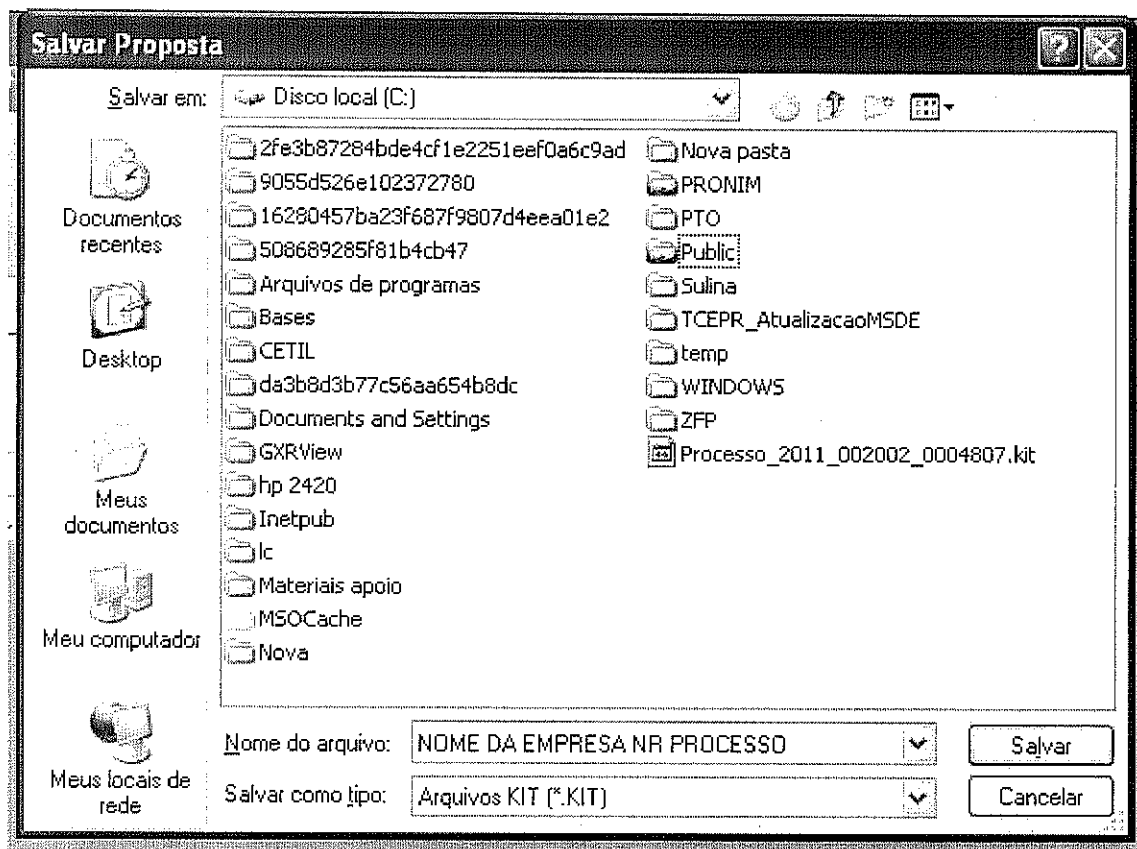 Salvar Proposta
Salvar em: Disco local (C:)
Documentos recentes
Desktop
Meus documentos
Meu computador
Meus locais de rede
2fe3b87284bde4cf1e2251eef0a6c9ad
9055d526e102372780
16280457ba23f687f9807d4eea01e2
508689285f81b4cb47
Arquivos de programas
Bases
CETIL
da3b8d3b77c56aa654b8dc
Documents and Settings
GXRView
hp 2420
Inetpub
lc
Materiais apoio
MSOCache
Nova
Nova pasta
PRONIM
PTO
Public
Sulina
TCEPR_AtualizacaoMSDE
temp
WINDOWS
ZFP
Processo_2011_002002_0004807.kit
Nome do arquivo: NOME DA EMPRESA NR PROCESSO Salvar
Salvar como tipo: Arquivos KIT (*.KIT) Cancelar